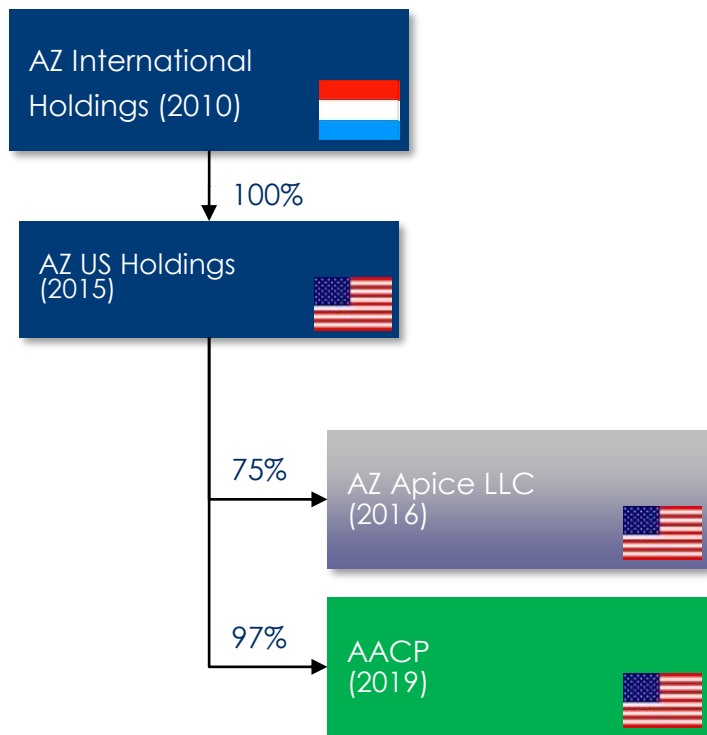 AZ International
Holdings (2010)
100%
AZ US Holdings
(2015)
75%
AZ Apice LLC
(2016)
97%
AACP
(2019)